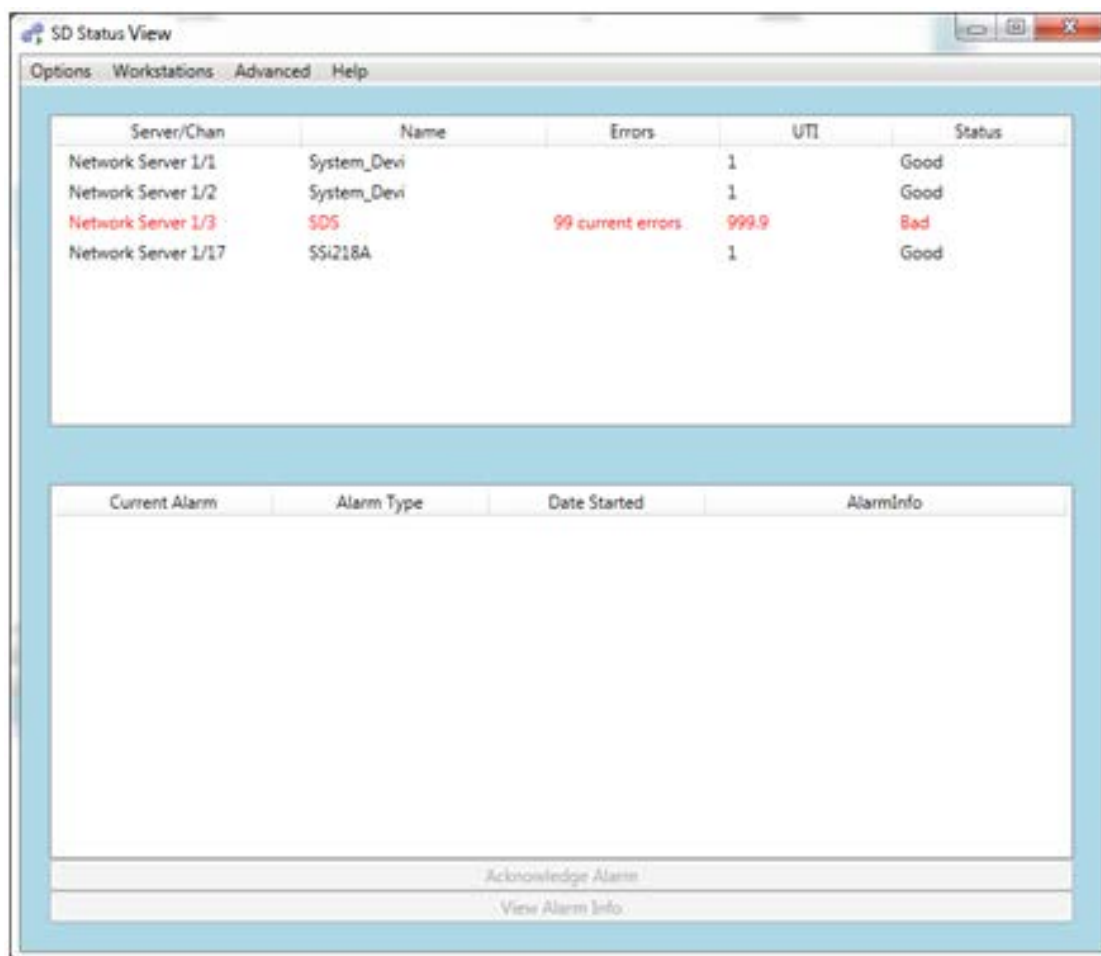 SD Status View
Options Workstations Advanced Help
Server/Chan Name Errors UTI Status
Network Server 1/1 System_Devi 1 Good
Network Server 1/2 System_Devi 1 Good
Network Server 1/3 SDS 99 current errors 999.9 Bad
Network Server 1/17 SSi218A 1 Good
Current Alarm Alarm Type Date Started AlarmInfo
Acknowledge Alarm
View Alarm Info